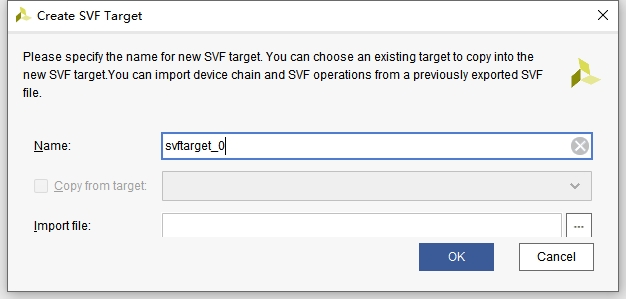 Create SVF Target
Please specify the name for new SVF target. You can choose an existing target to copy into the
new SVF target.You can import device chain and SVF operations from a previously exported SVF
file.
Name:
svftarget_0
Copy from target:
Import file:
...
OK
Cancel